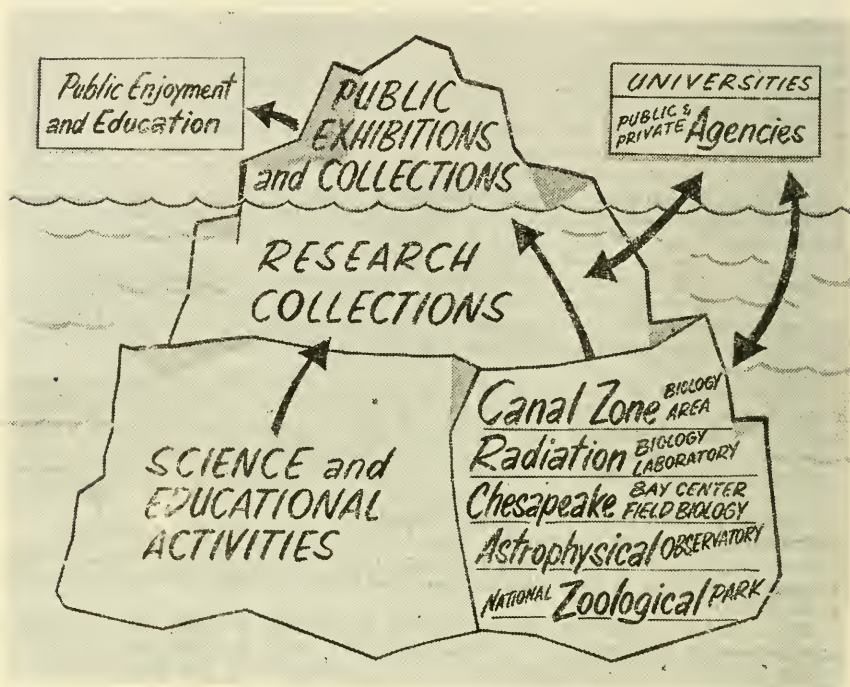 Public Enjoyment
and Education
PUBLIC
EXHIBITIONS
and COLLECTIONS
UNIVERSITIES
PUBLIC &
PRIVATE Agencies
RESEARCH
COLLECTIONS
SCIENCE and
EDUCATIONAL
ACTIVITIES
Canal Zone BIOLOGY
AREA
Radiation BIOLOGY
LABORATORY
Chesapeake BAY CENTER
FIELD BIOLOGY
Astrophysical OBSERVATORY
NATIONAL Zoological PARK